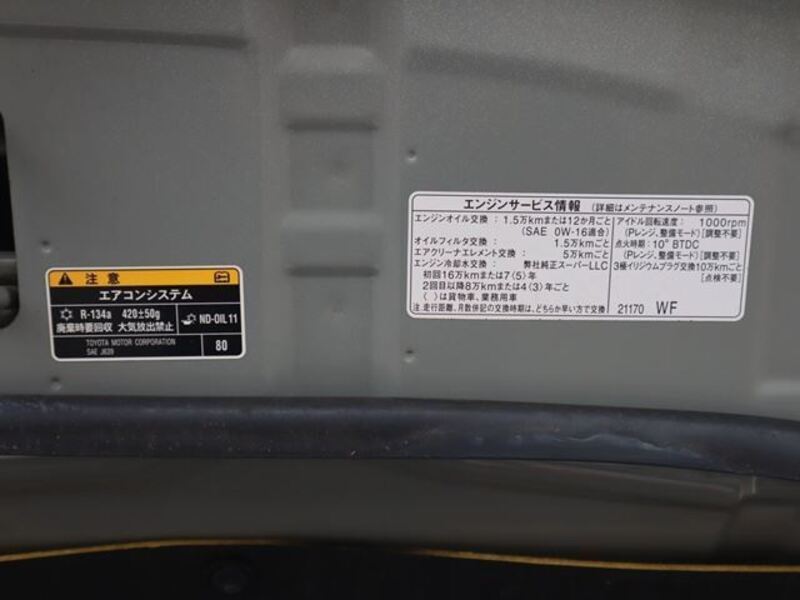 注 意
エアコンシステム
R-134a 420±50g
廃棄時要回収 大気放出禁止
ND-OIL 11
TOYOTA MOTOR CORPORATION
SAE J639
80
エンジンサービス情報 (詳細はメンテナンスノート参照)
エンジンオイル交換 : 1.5万kmまたは12か月ごと
(SAE 0W-16適合)
オイルフィルタ交換 : 1.5万kmごと
エアクリーナエレメント交換 : 5万kmごと
エンジン冷却水交換 : 弊社純正スーパーLLC
初回16万kmまたは7(5)年
2回目以降8万kmまたは4(3)年ごと
( )は貨物車、業務用車
注.走行距離、月数併記の交換時期は、どちらか早い方で交換
アイドル回転速度 : 1000rpm
(Pレンジ,整備モード) [調整不要]
点火時期 : 10° BTDC
(Pレンジ,整備モード) [調整不要]
3極イリジウムプラグ交換10万kmごと
[点検不要]
21170 WF